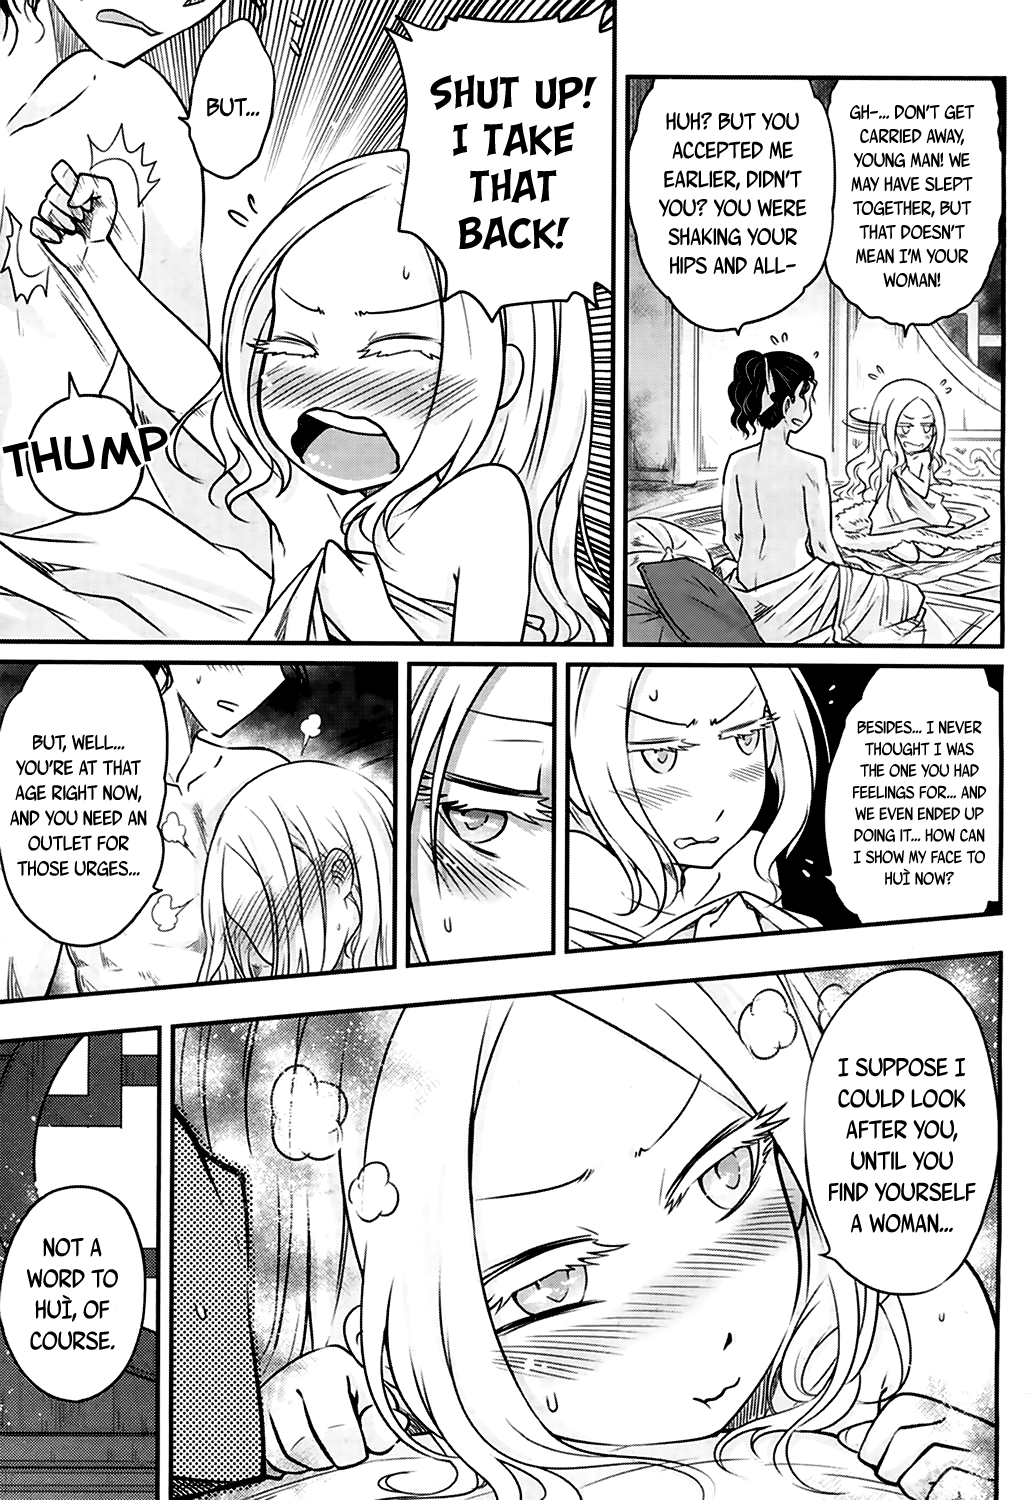 GH-... DON'T GET
CARRIED AWAY,
YOUNG MAN! WE
MAY HAVE SLEPT
TOGETHER, BUT
THAT DOESN'T
MEAN I'M YOUR
WOMAN!
HUH? BUT YOU
ACCEPTED ME
EARLIER, DIDN'T
YOU? YOU WERE
SHAKING YOUR
HIPS AND ALL-
SHUT UP!
I TAKE
THAT
BACK!
BUT...
THUMP
BESIDES... I NEVER
THOUGHT I WAS
THE ONE YOU HAD
FEELINGS FOR... AND
WE EVEN ENDED UP
DOING IT... HOW CAN
I SHOW MY FACE TO
HUÌ NOW?
BUT, WELL...
YOU'RE AT THAT
AGE RIGHT NOW,
AND YOU NEED AN
OUTLET FOR
THOSE URGES...
I SUPPOSE I
COULD LOOK
AFTER YOU,
UNTIL YOU
FIND YOURSELF
A WOMAN...
NOT A
WORD TO
HUÌ, OF
COURSE.